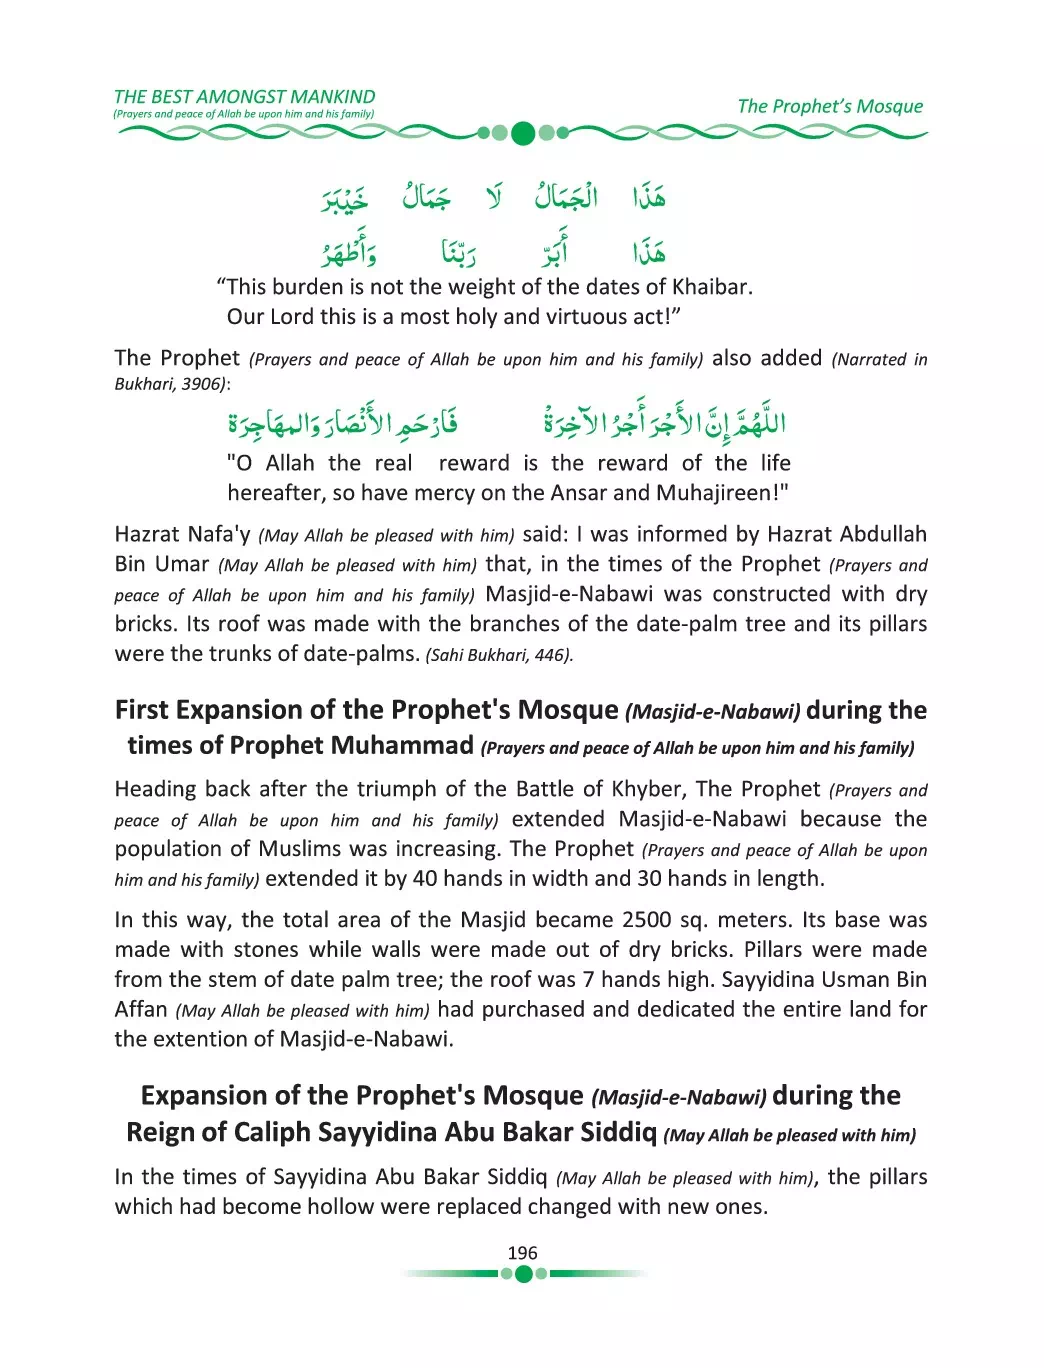 THE BEST AMONGST MANKIND
(Prayers and peace of Allah be upon him and his family)
The Prophet’s Mosque
هَذَا الْجَمَالُ لَا جَمَالُ خَيْبَرَ
هَذَا أَبَرّ رَبّنَا وَأَطْهَرُ
“This burden is not the weight of the dates of Khaibar.
Our Lord this is a most holy and virtuous act!”
The Prophet (Prayers and peace of Allah be upon him and his family) also added (Narrated in
Bukhari, 3906):
اللَّهُمَّ إِنَّ الأَجْرَ أَجْرُ الآخِرَةْ فَارْحَمِ الأَنْصَارَ وَالمهَاجِرَة
"O Allah the real reward is the reward of the life
hereafter, so have mercy on the Ansar and Muhajireen!"
Hazrat Nafa'y (May Allah be pleased with him) said: I was informed by Hazrat Abdullah
Bin Umar (May Allah be pleased with him) that, in the times of the Prophet (Prayers and
peace of Allah be upon him and his family) Masjid-e-Nabawi was constructed with dry
bricks. Its roof was made with the branches of the date-palm tree and its pillars
were the trunks of date-palms. (Sahi Bukhari, 446).
First Expansion of the Prophet's Mosque (Masjid-e-Nabawi) during the
times of Prophet Muhammad (Prayers and peace of Allah be upon him and his family)
Heading back after the triumph of the Battle of Khyber, The Prophet (Prayers and
peace of Allah be upon him and his family) extended Masjid-e-Nabawi because the
population of Muslims was increasing. The Prophet (Prayers and peace of Allah be upon
him and his family) extended it by 40 hands in width and 30 hands in length.
In this way, the total area of the Masjid became 2500 sq. meters. Its base was
made with stones while walls were made out of dry bricks. Pillars were made
from the stem of date palm tree; the roof was 7 hands high. Sayyidina Usman Bin
Affan (May Allah be pleased with him) had purchased and dedicated the entire land for
the extention of Masjid-e-Nabawi.
Expansion of the Prophet's Mosque (Masjid-e-Nabawi) during the
Reign of Caliph Sayyidina Abu Bakar Siddiq (May Allah be pleased with him)
In the times of Sayyidina Abu Bakar Siddiq (May Allah be pleased with him), the pillars
which had become hollow were replaced changed with new ones.
196